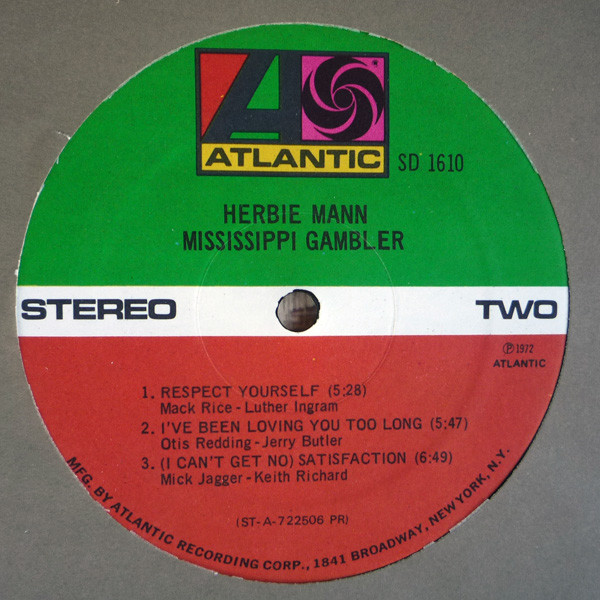 ATLANTIC
SD 1610
HERBIE MANN
MISSISSIPPI GAMBLER
STEREO
TWO
Ⓟ1972
ATLANTIC
1. RESPECT YOURSELF (5:28)
Mack Rice - Luther Ingram
2. I'VE BEEN LOVING YOU TOO LONG (5:47)
Otis Redding - Jerry Butler
3. (I CAN'T GET NO) SATISFACTION (6:49)
Mick Jagger - Keith Richard
(ST-A-722506 PR)
MFG. BY ATLANTIC RECORDING CORP., 1841 BROADWAY, NEW YORK, N.Y.